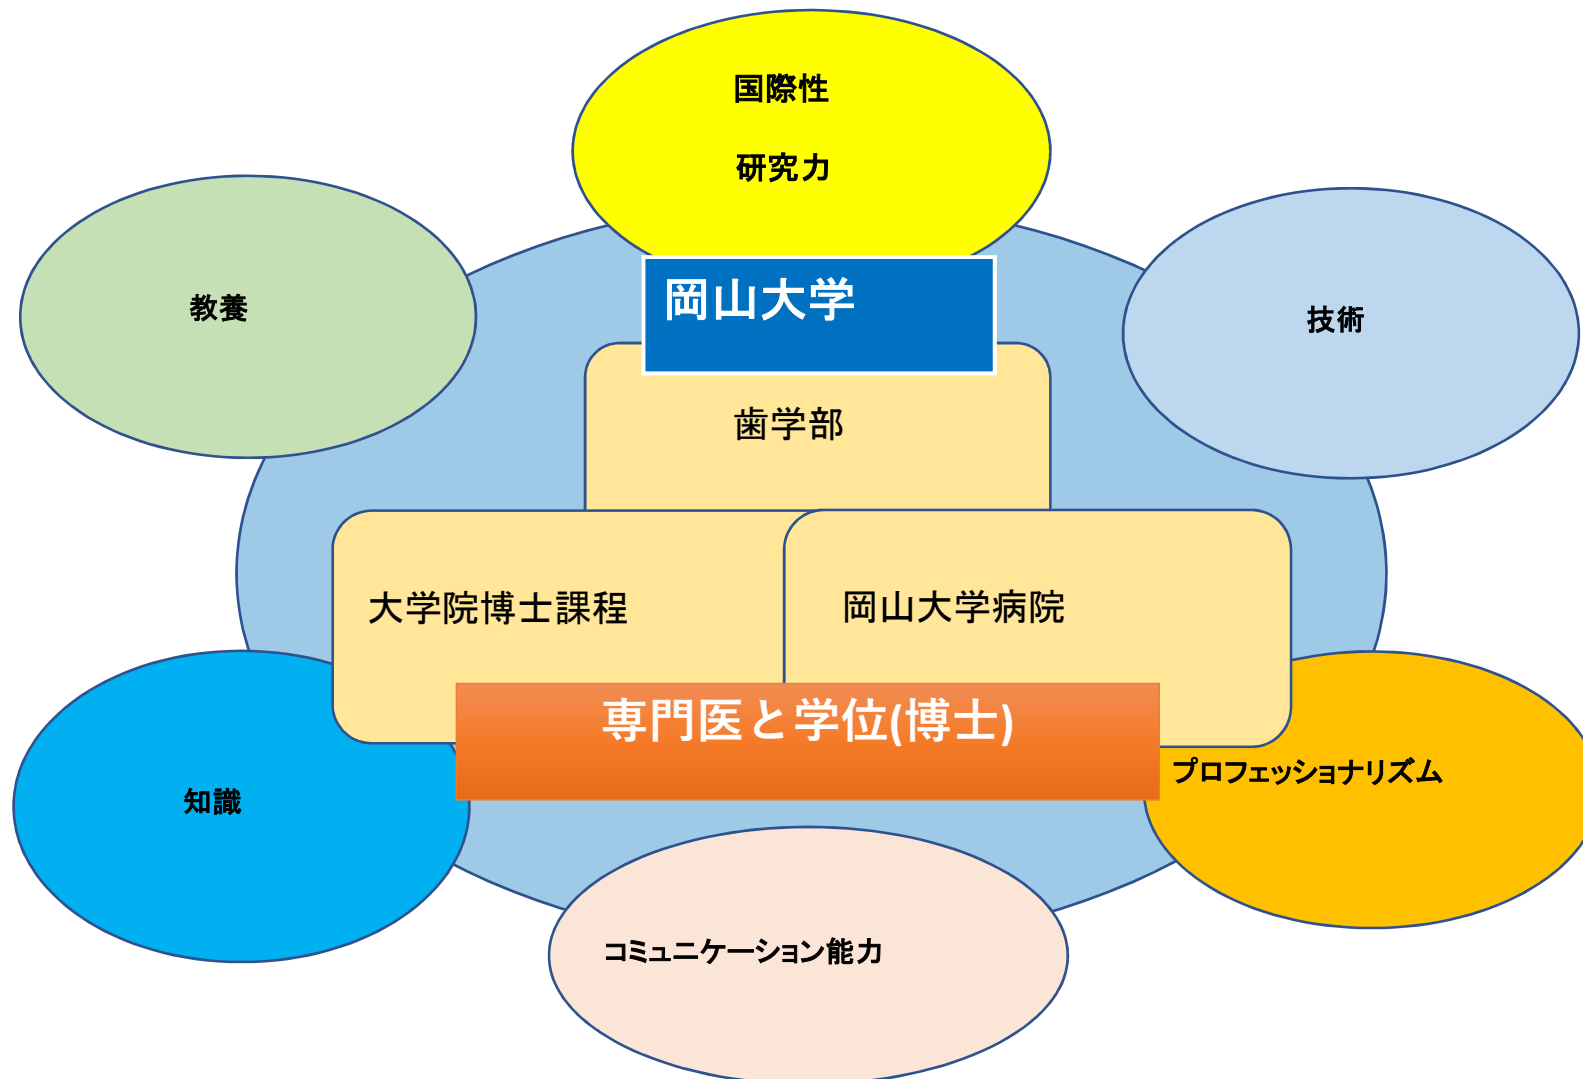 国際性
研究力
教養
岡山大学
技術
歯学部
大学院博士課程
岡山大学病院
専門医と学位(博士)
知識
プロフェッショナリズム
コミュニケーション能力